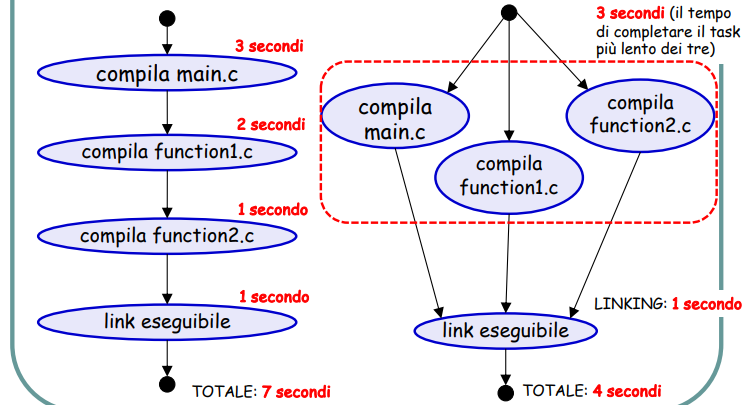 3 secondi
compila main.c
2 secondi
compila function1.c
1 secondo
compila function2.c
1 secondo
link eseguibile
TOTALE: 7 secondi
3 secondi (il tempo
di completare il task
più lento dei tre)
compila
main.c
compila
function1.c
compila
function2.c
LINKING: 1 secondo
link eseguibile
TOTALE: 4 secondi